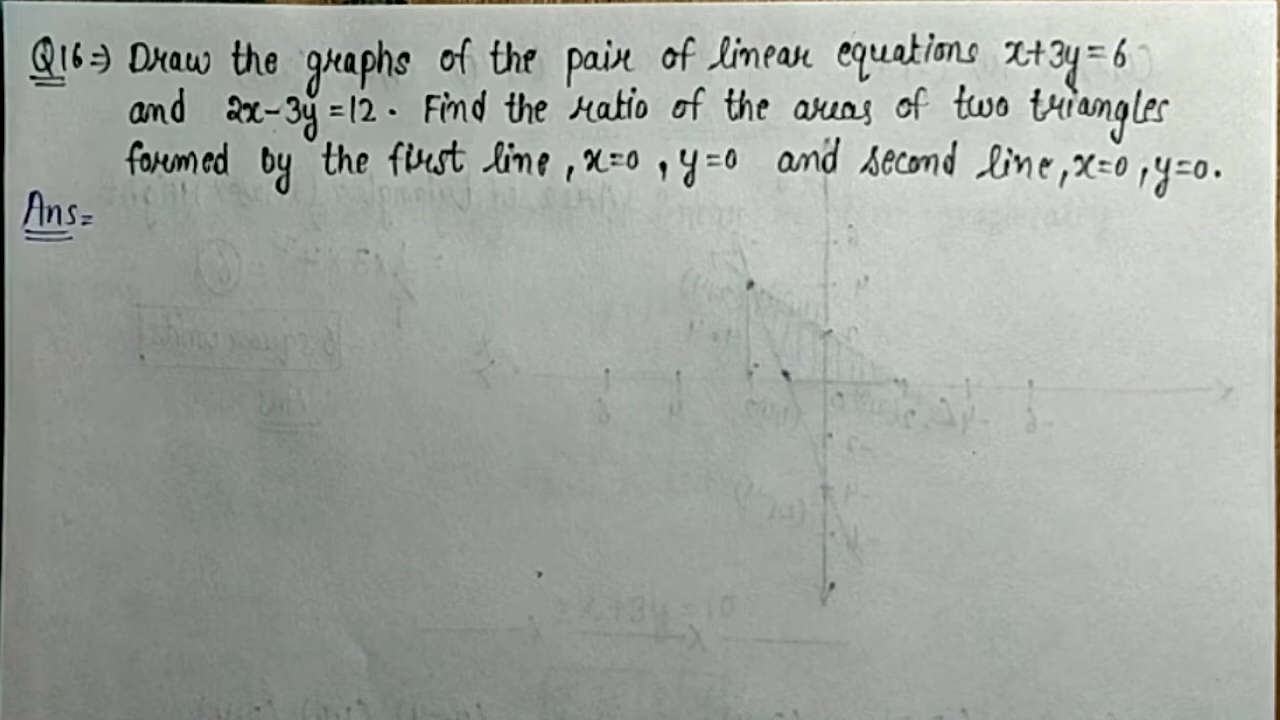 Q16⇒ Draw the graphs of the pair of linear equations x+3y=6
and 2x-3y=12. Find the ratio of the areas of two triangles
formed by the first line, x=0, y=0 and second line, x=0, y=0.
Ans=